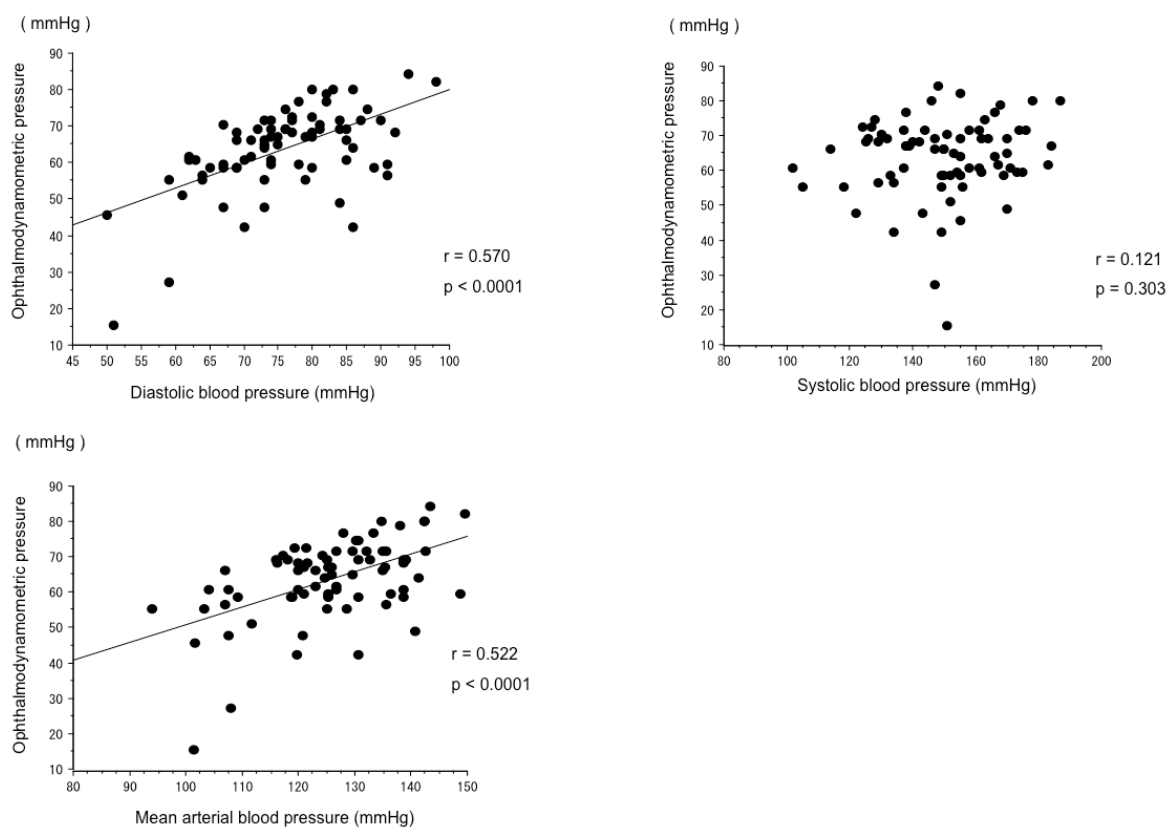 ( mmHg )
Ophthalmodynamometric pressure
90
80
70
60
50
40
30
20
10
45 50 55 60 65 70 75 80 85 90 95 100
r = 0.570
p < 0.0001
Diastolic blood pressure (mmHg)
( mmHg )
Ophthalmodynamometric pressure
90
80
70
60
50
40
30
20
10
80 100 120 140 160 180 200
r = 0.121
p = 0.303
Systolic blood pressure (mmHg)
( mmHg )
Ophthalmodynamometric pressure
90
80
70
60
50
40
30
20
10
80 90 100 110 120 130 140 150
r = 0.522
p < 0.0001
Mean arterial blood pressure (mmHg)